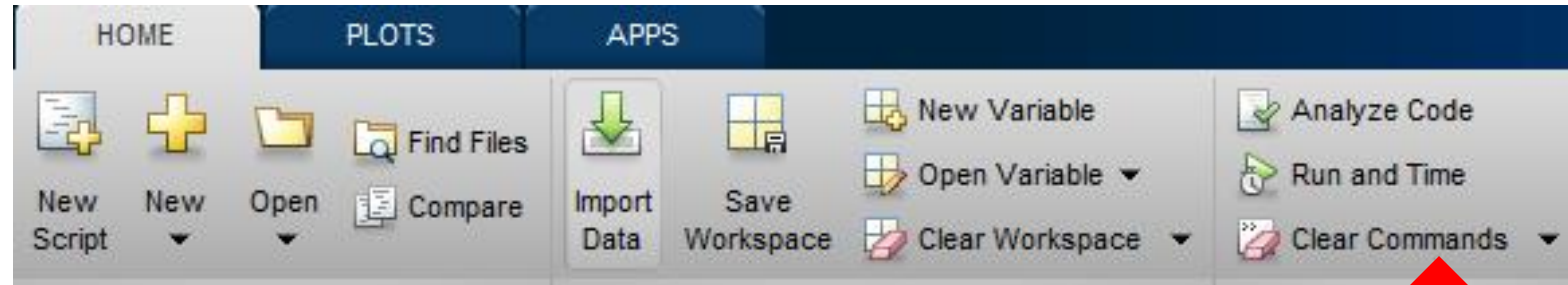 HOME PLOTS APPS
New Script
New
Open
Find Files
Compare
Import Data
Save Workspace
New Variable
Open Variable
Clear Workspace
Analyze Code
Run and Time
Clear Commands